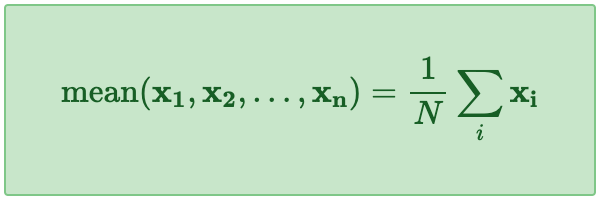 mean(x₁, x₂, . . . , xₙ) = 1/N ∑ᵢ xᵢ